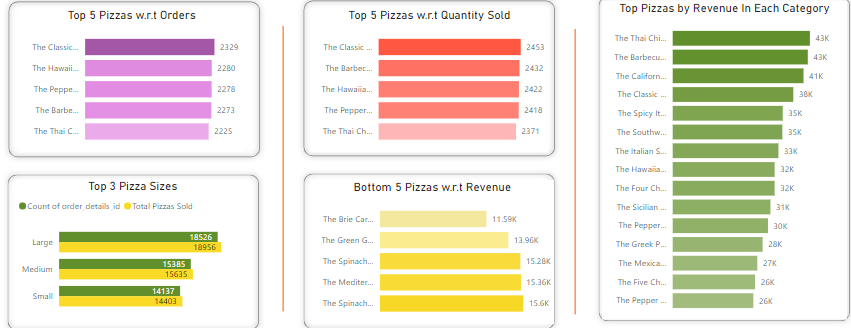 Top 5 Pizzas w.r.t Orders
The Classic... 2329
The Hawaii... 2280
The Peppe... 2278
The Barbe... 2273
The Thai C... 2225
Top 5 Pizzas w.r.t Quantity Sold
The Classic ... 2453
The Barbec... 2432
The Hawaiia... 2422
The Pepper... 2418
The Thai Ch... 2371
Top Pizzas by Revenue In Each Category
The Thai Chi... 43K
The Barbecu... 43K
The Californ... 41K
The Classic ... 38K
The Spicy It... 35K
The Southw... 35K
The Italian S... 33K
The Hawaiia... 32K
The Four Ch... 32K
The Sicilian ... 31K
The Pepper... 30K
The Greek P... 28K
The Mexica... 27K
The Five Ch... 26K
The Pepper ... 26K
Top 3 Pizza Sizes
Count of order details_id Total Pizzas Sold
Large 18526
18956
Medium 15385
15635
Small 14137
14403
Bottom 5 Pizzas w.r.t Revenue
The Brie Car... 11.59K
The Green G... 13.96K
The Spinach... 15.28K
The Mediter... 15.36K
The Spinach... 15.6K